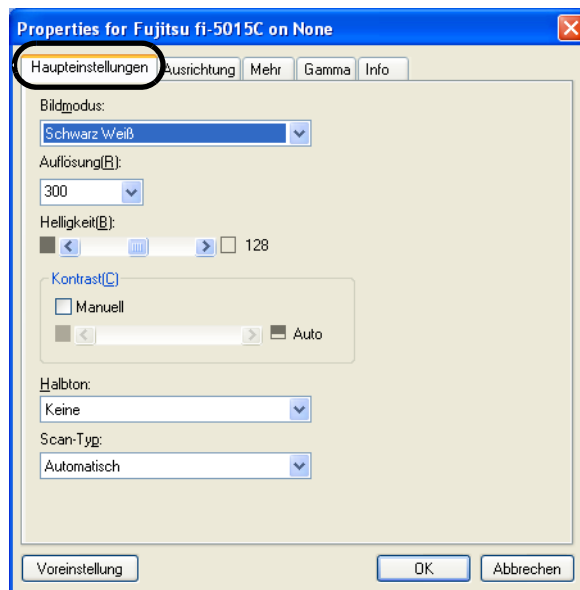 Properties for Fujitsu fi-5015C on None
Haupteinstellungen Ausrichtung Mehr Gamma Info
Bildmodus:
Schwarz Weiß
Auflösung(R):
300
Helligkeit(B):
128
Kontrast(C)
Manuell
Auto
Halbton:
Keine
Scan-Typ:
Automatisch
Voreinstellung OK Abbrechen